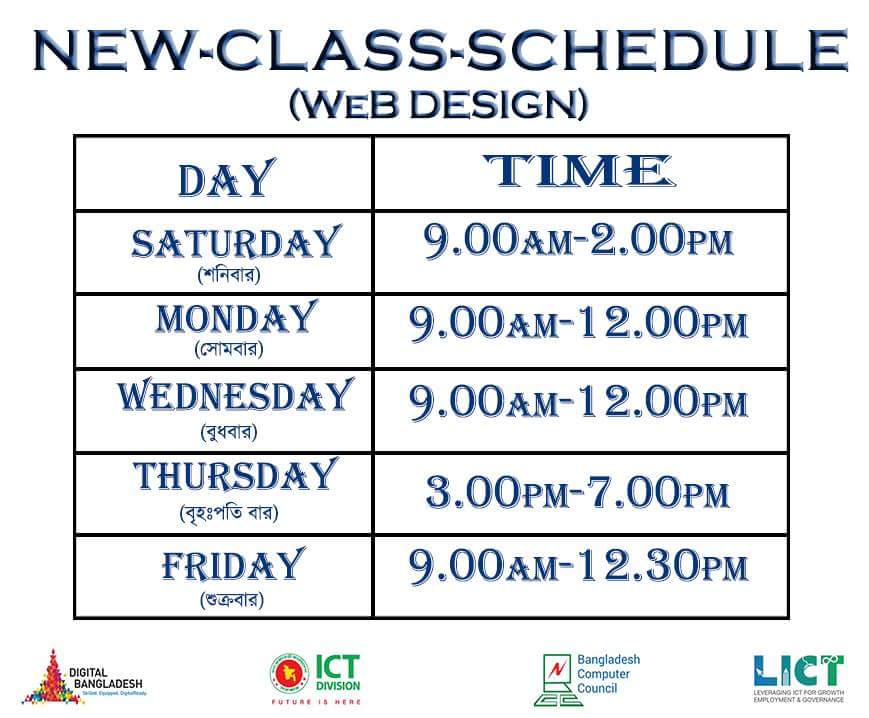 NEW-CLASS-SCHEDULE
(WEB DESIGN)
DAY TIME
SATURDAY 9.00AM-2.00PM
(শনিবার)
MONDAY 9.00AM-12.00PM
(সোমবার)
WEDNESDAY 9.00AM-12.00PM
(বুধবার)
THURSDAY 3.00PM-7.00PM
(বৃহঃপতি বার)
FRIDAY 9.00AM-12.30PM
(শুক্রবার)
DIGITAL
BANGLADESH
Skilled. Equipped. DigitalReady.
ICT
DIVISION
FUTURE IS HERE
Bangladesh
Computer
Council
LICT
LEVERAGING ICT FOR GROWTH
EMPLOYMENT & GOVERNANCE